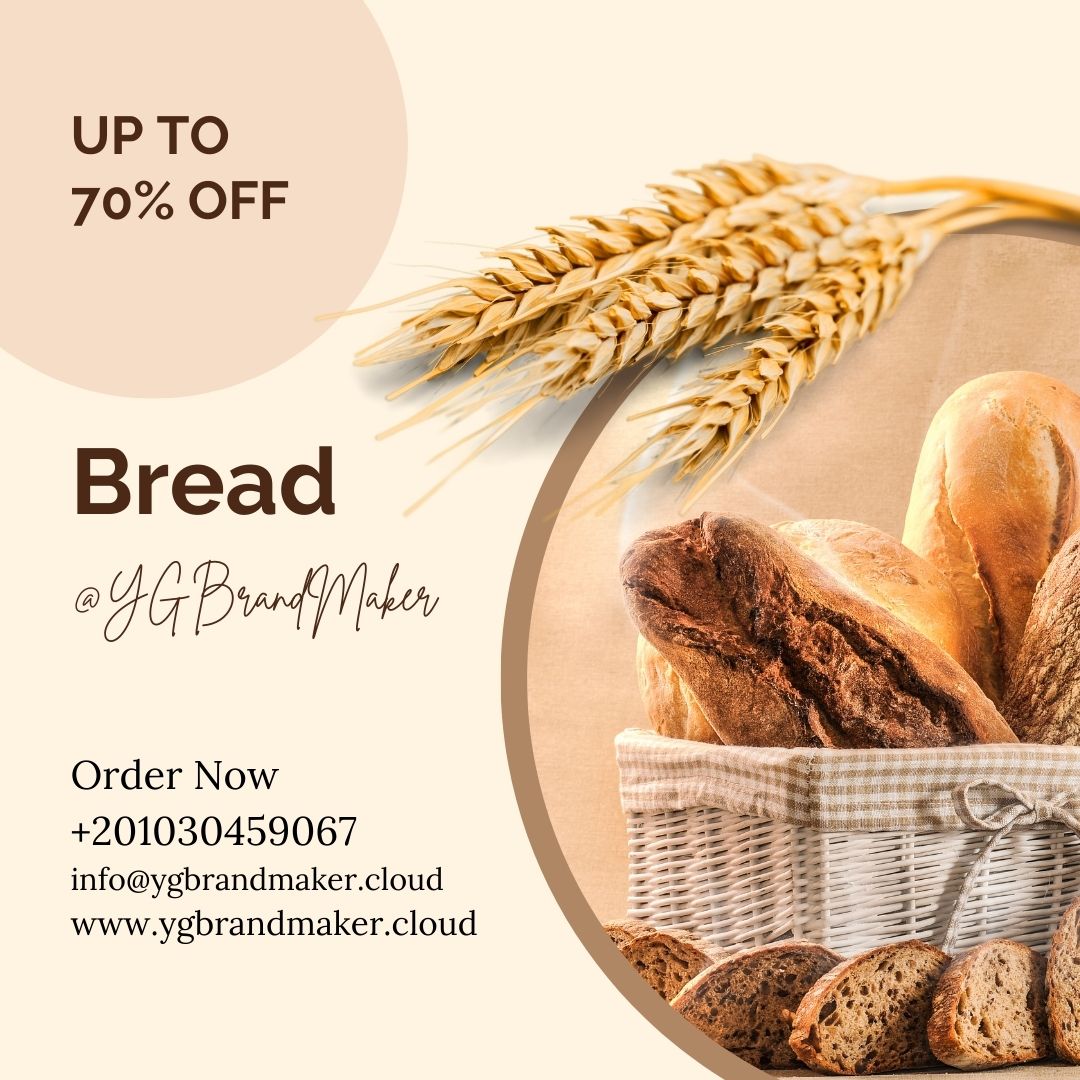 UP TO
70% OFF
Bread
@YGBrandMaker
Order Now
+201030459067
info@ygbrandmaker.cloud
www.ygbrandmaker.cloud